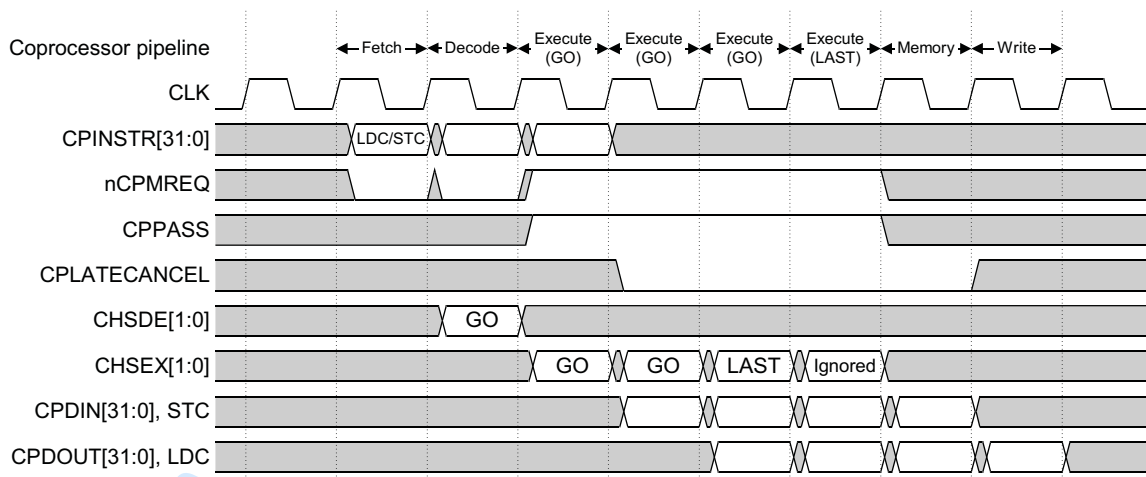 Coprocessor pipeline
Fetch
Decode
Execute
(GO)
Execute
(GO)
Execute
(GO)
Execute
(LAST)
Memory
Write
CLK
CPINSTR[31:0]
LDC/STC
nCPMREQ
CPPASS
CPLATECANCEL
CHSDE[1:0]
GO
CHSEX[1:0]
GO
GO
LAST
Ignored
CPDIN[31:0], STC
CPDOUT[31:0], LDC